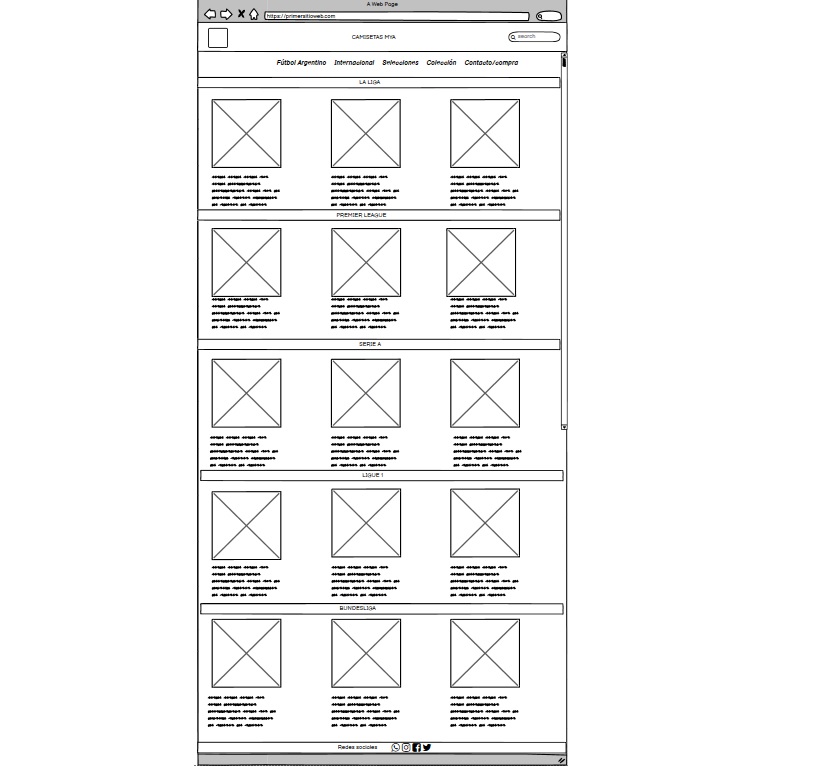 A Web Page
https://primersitioweb.com
CAMISETAS MYA
search
Fútbol Argentino Internacional Selecciones Colección Contacto/compra
LA LIGA
PREMIER LEAGUE
SERIE A
LIGUE 1
BUNDESLIGA
Redes sociales